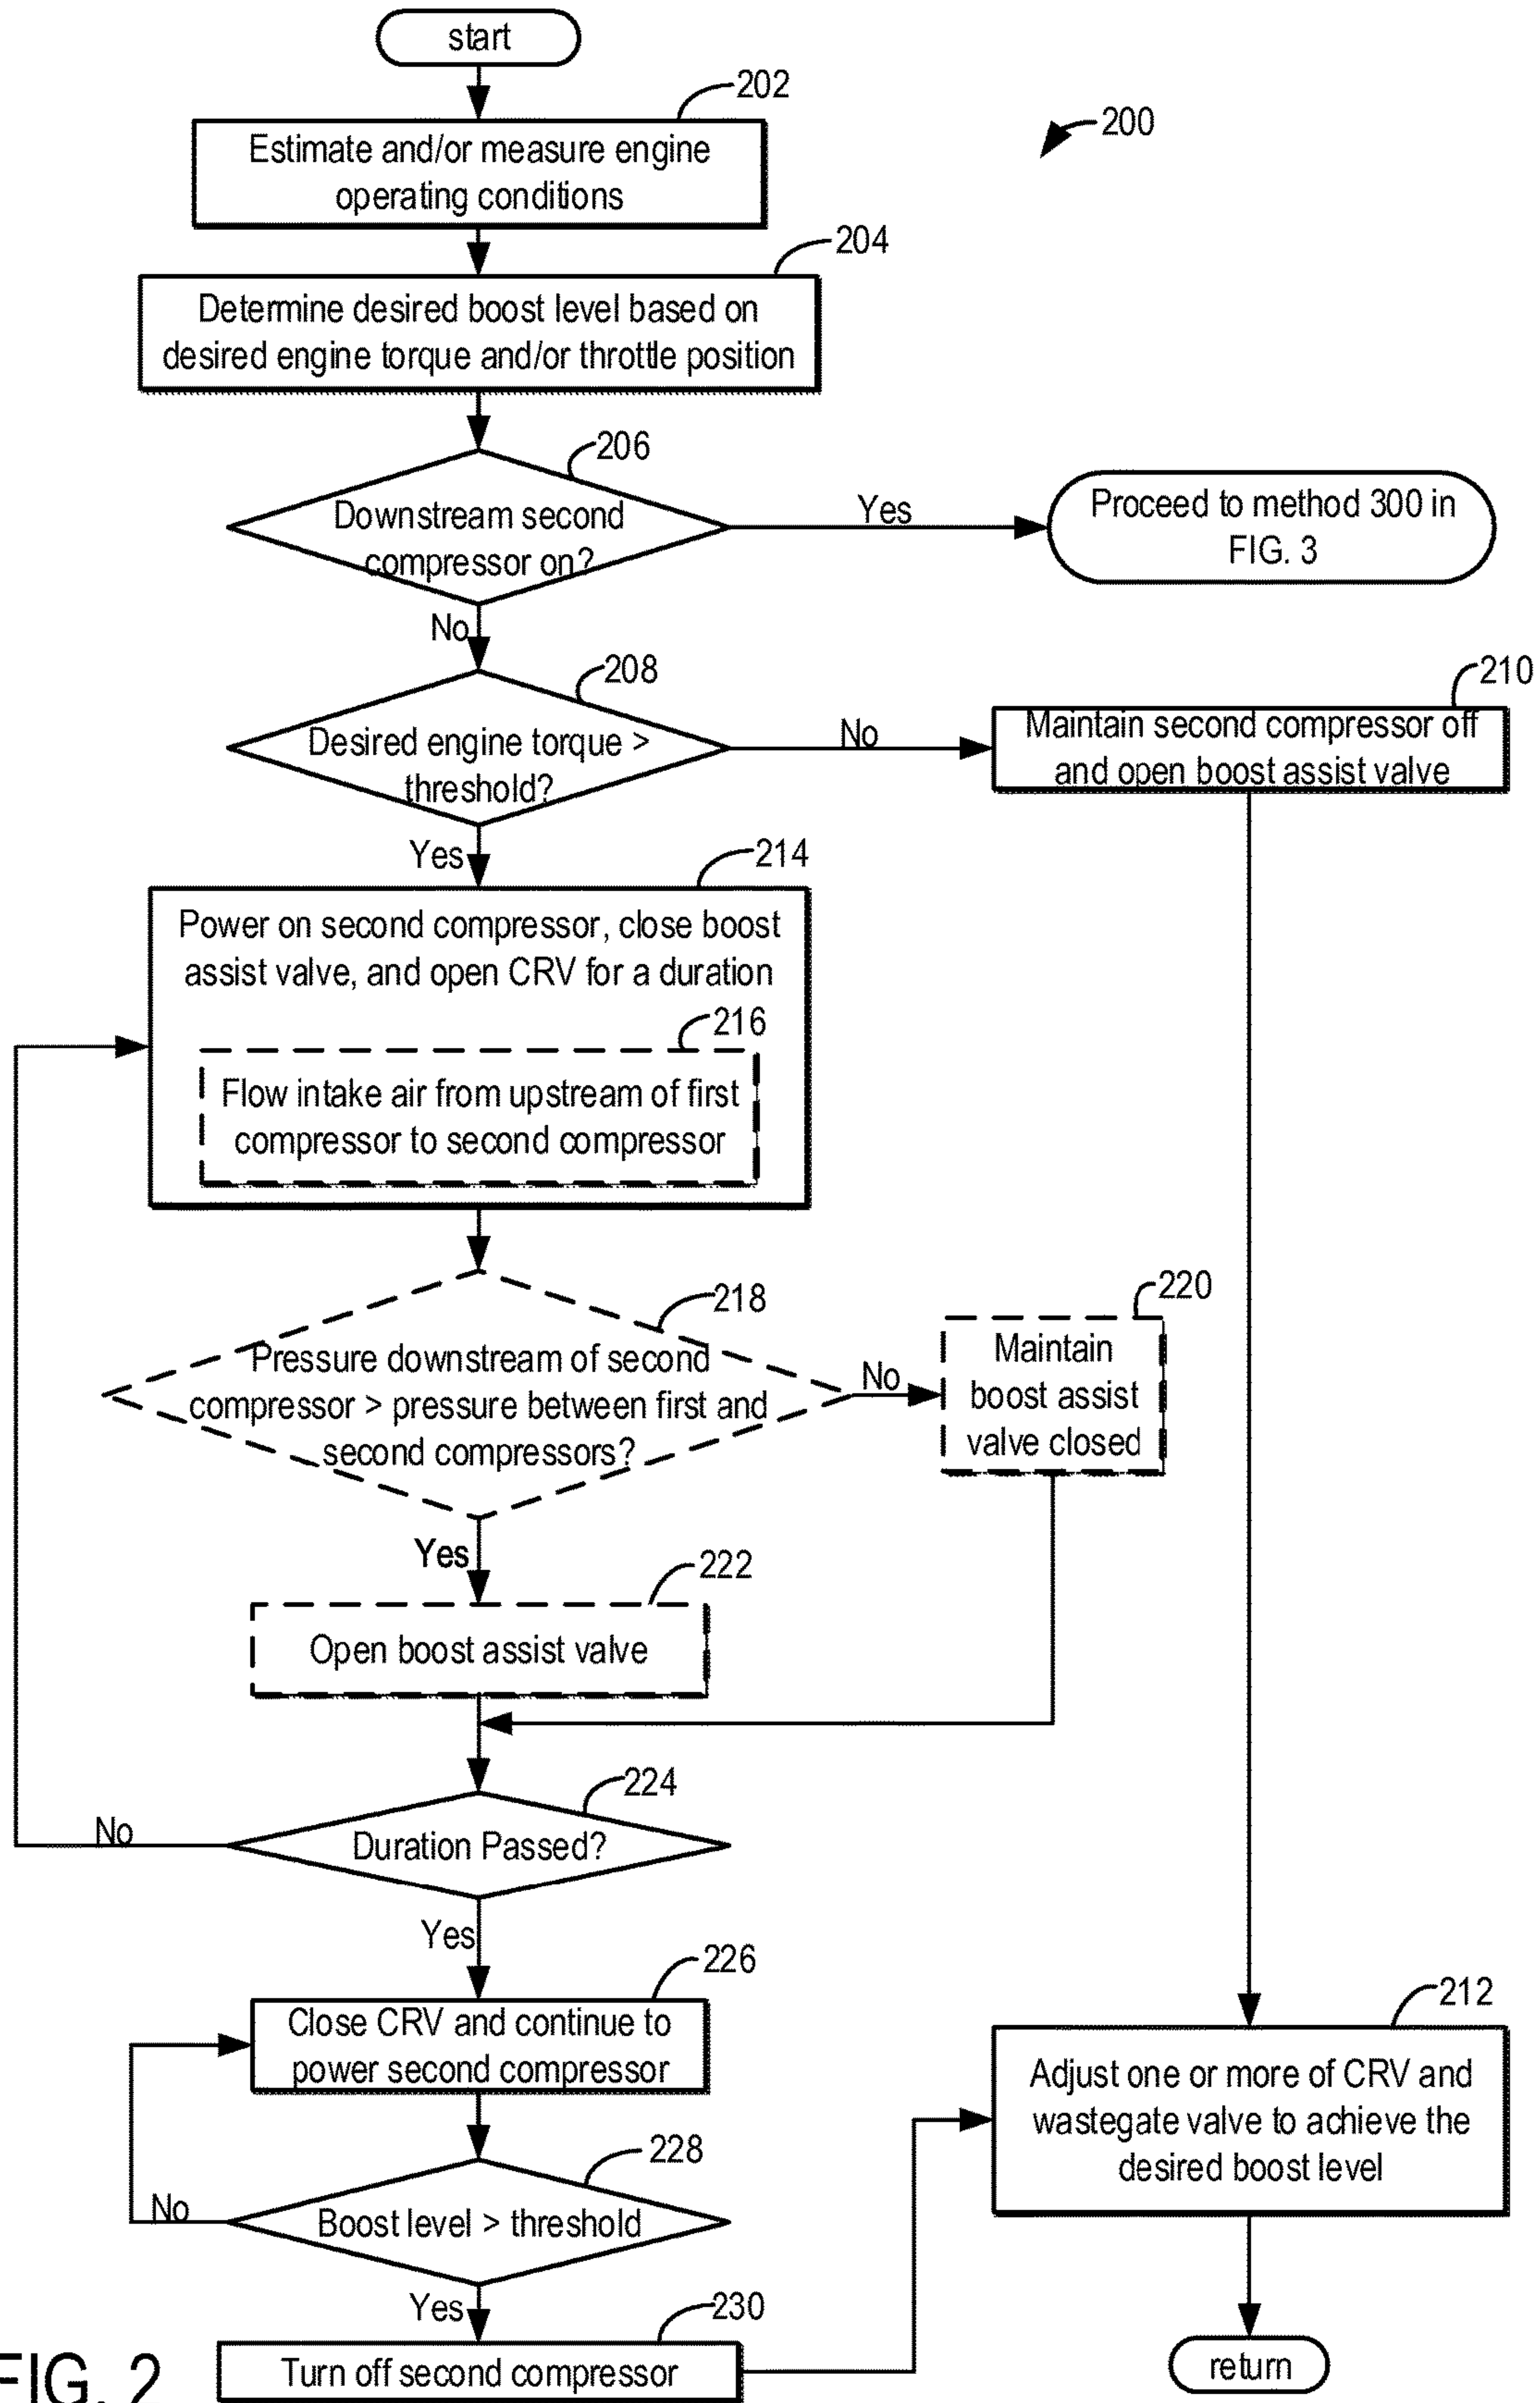 start
202
Estimate and/or measure engine
operating conditions
200
204
Determine desired boost level based on
desired engine torque and/or throttle position
206
Downstream second
compressor on?
Yes
Proceed to method 300 in
FIG. 3
No
208
Desired engine torque >
threshold?
No
210
Maintain second compressor off
and open boost assist valve
Yes
214
Power on second compressor, close boost
assist valve, and open CRV for a duration
216
Flow intake air from upstream of first
compressor to second compressor
218
Pressure downstream of second
compressor > pressure between first and
second compressors?
No
220
Maintain
boost assist
valve closed
Yes
222
Open boost assist valve
224
Duration Passed?
No
Yes
226
Close CRV and continue to
power second compressor
212
Adjust one or more of CRV and
wastegate valve to achieve the
desired boost level
228
Boost level > threshold
No
Yes
230
Turn off second compressor
return
FIG. 2